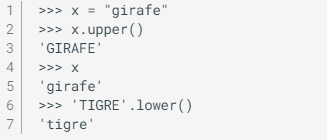 1 >>> x = "girafe"
2 >>> x.upper()
3 'GIRAFE'
4 >>> x
5 'girafe'
6 >>> 'TIGRE'.lower()
7 'tigre'